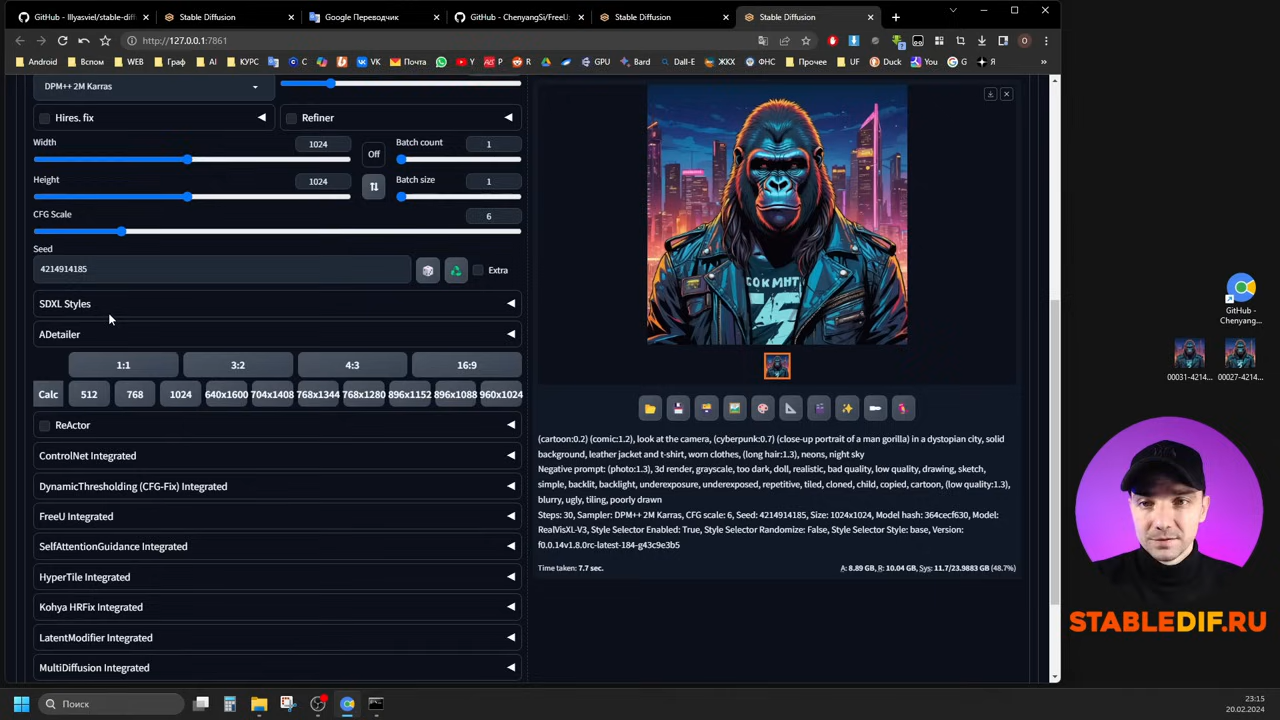 GitHub - lllyasviel/stable-diff
Stable Diffusion
Google Переводчик
GitHub - ChenyangSi/FreeU:
Stable Diffusion
Stable Diffusion
http://127.0.0.1:7861
Android
Вспом
WEB
Граф
AI
КУРС
G
C
VK
Почта
P
R
GPU
Bard
Dall-E
ЖКХ
ФНС
Прочее
UF
Duck
You
G
Я
DPM++ 2M Karras
Hires. fix
Refiner
Width
1024
Off
Batch count
1
Height
1024
Batch size
1
CFG Scale
6
Seed
4214914185
Extra
SDXL Styles
ADetailer
1:1
3:2
4:3
16:9
Calc
512
768
1024
640x1600
704x1408
768x1344
768x1280
896x1152
896x1088
960x1024
ReActor
ControlNet Integrated
DynamicThresholding (CFG-Fix) Integrated
FreeU Integrated
SelfAttentionGuidance Integrated
HyperTile Integrated
Kohya HRFix Integrated
LatentModifier Integrated
MultiDiffusion Integrated
(cartoon:0.2) (comic:1.2), look at the camera, (cyberpunk:0.7) (close-up portrait of a man gorilla) in a dystopian city, solid
background, leather jacket and t-shirt, worn clothes, (long hair:1.3), neons, night sky
Negative prompt: (photo:1.3), 3d render, grayscale, too dark, doll, realistic, bad quality, low quality, drawing, sketch,
simple, backlit, backlight, underexposure, underexposed, repetitive, tiled, cloned, child, copied, cartoon, (low quality:1.3),
blurry, ugly, tiling, poorly drawn
Steps: 30, Sampler: DPM++ 2M Karras, CFG scale: 6, Seed: 4214914185, Size: 1024x1024, Model hash: 364cecf630, Model:
RealVisXL-V3, Style Selector Enabled: True, Style Selector Randomize: False, Style Selector Style: base, Version:
f0.0.14v1.8.0rc-latest-184-g43c9e3b5
Time taken: 7.7 sec.
A: 8.89 GB, R: 10.04 GB, Sys: 11.7/23.9883 GB (48.7%)
GitHub -
Chenyang...
00031-4214...
00027-4214...
STABLEDIF.RU
Поиск
23:15
20.02.2024